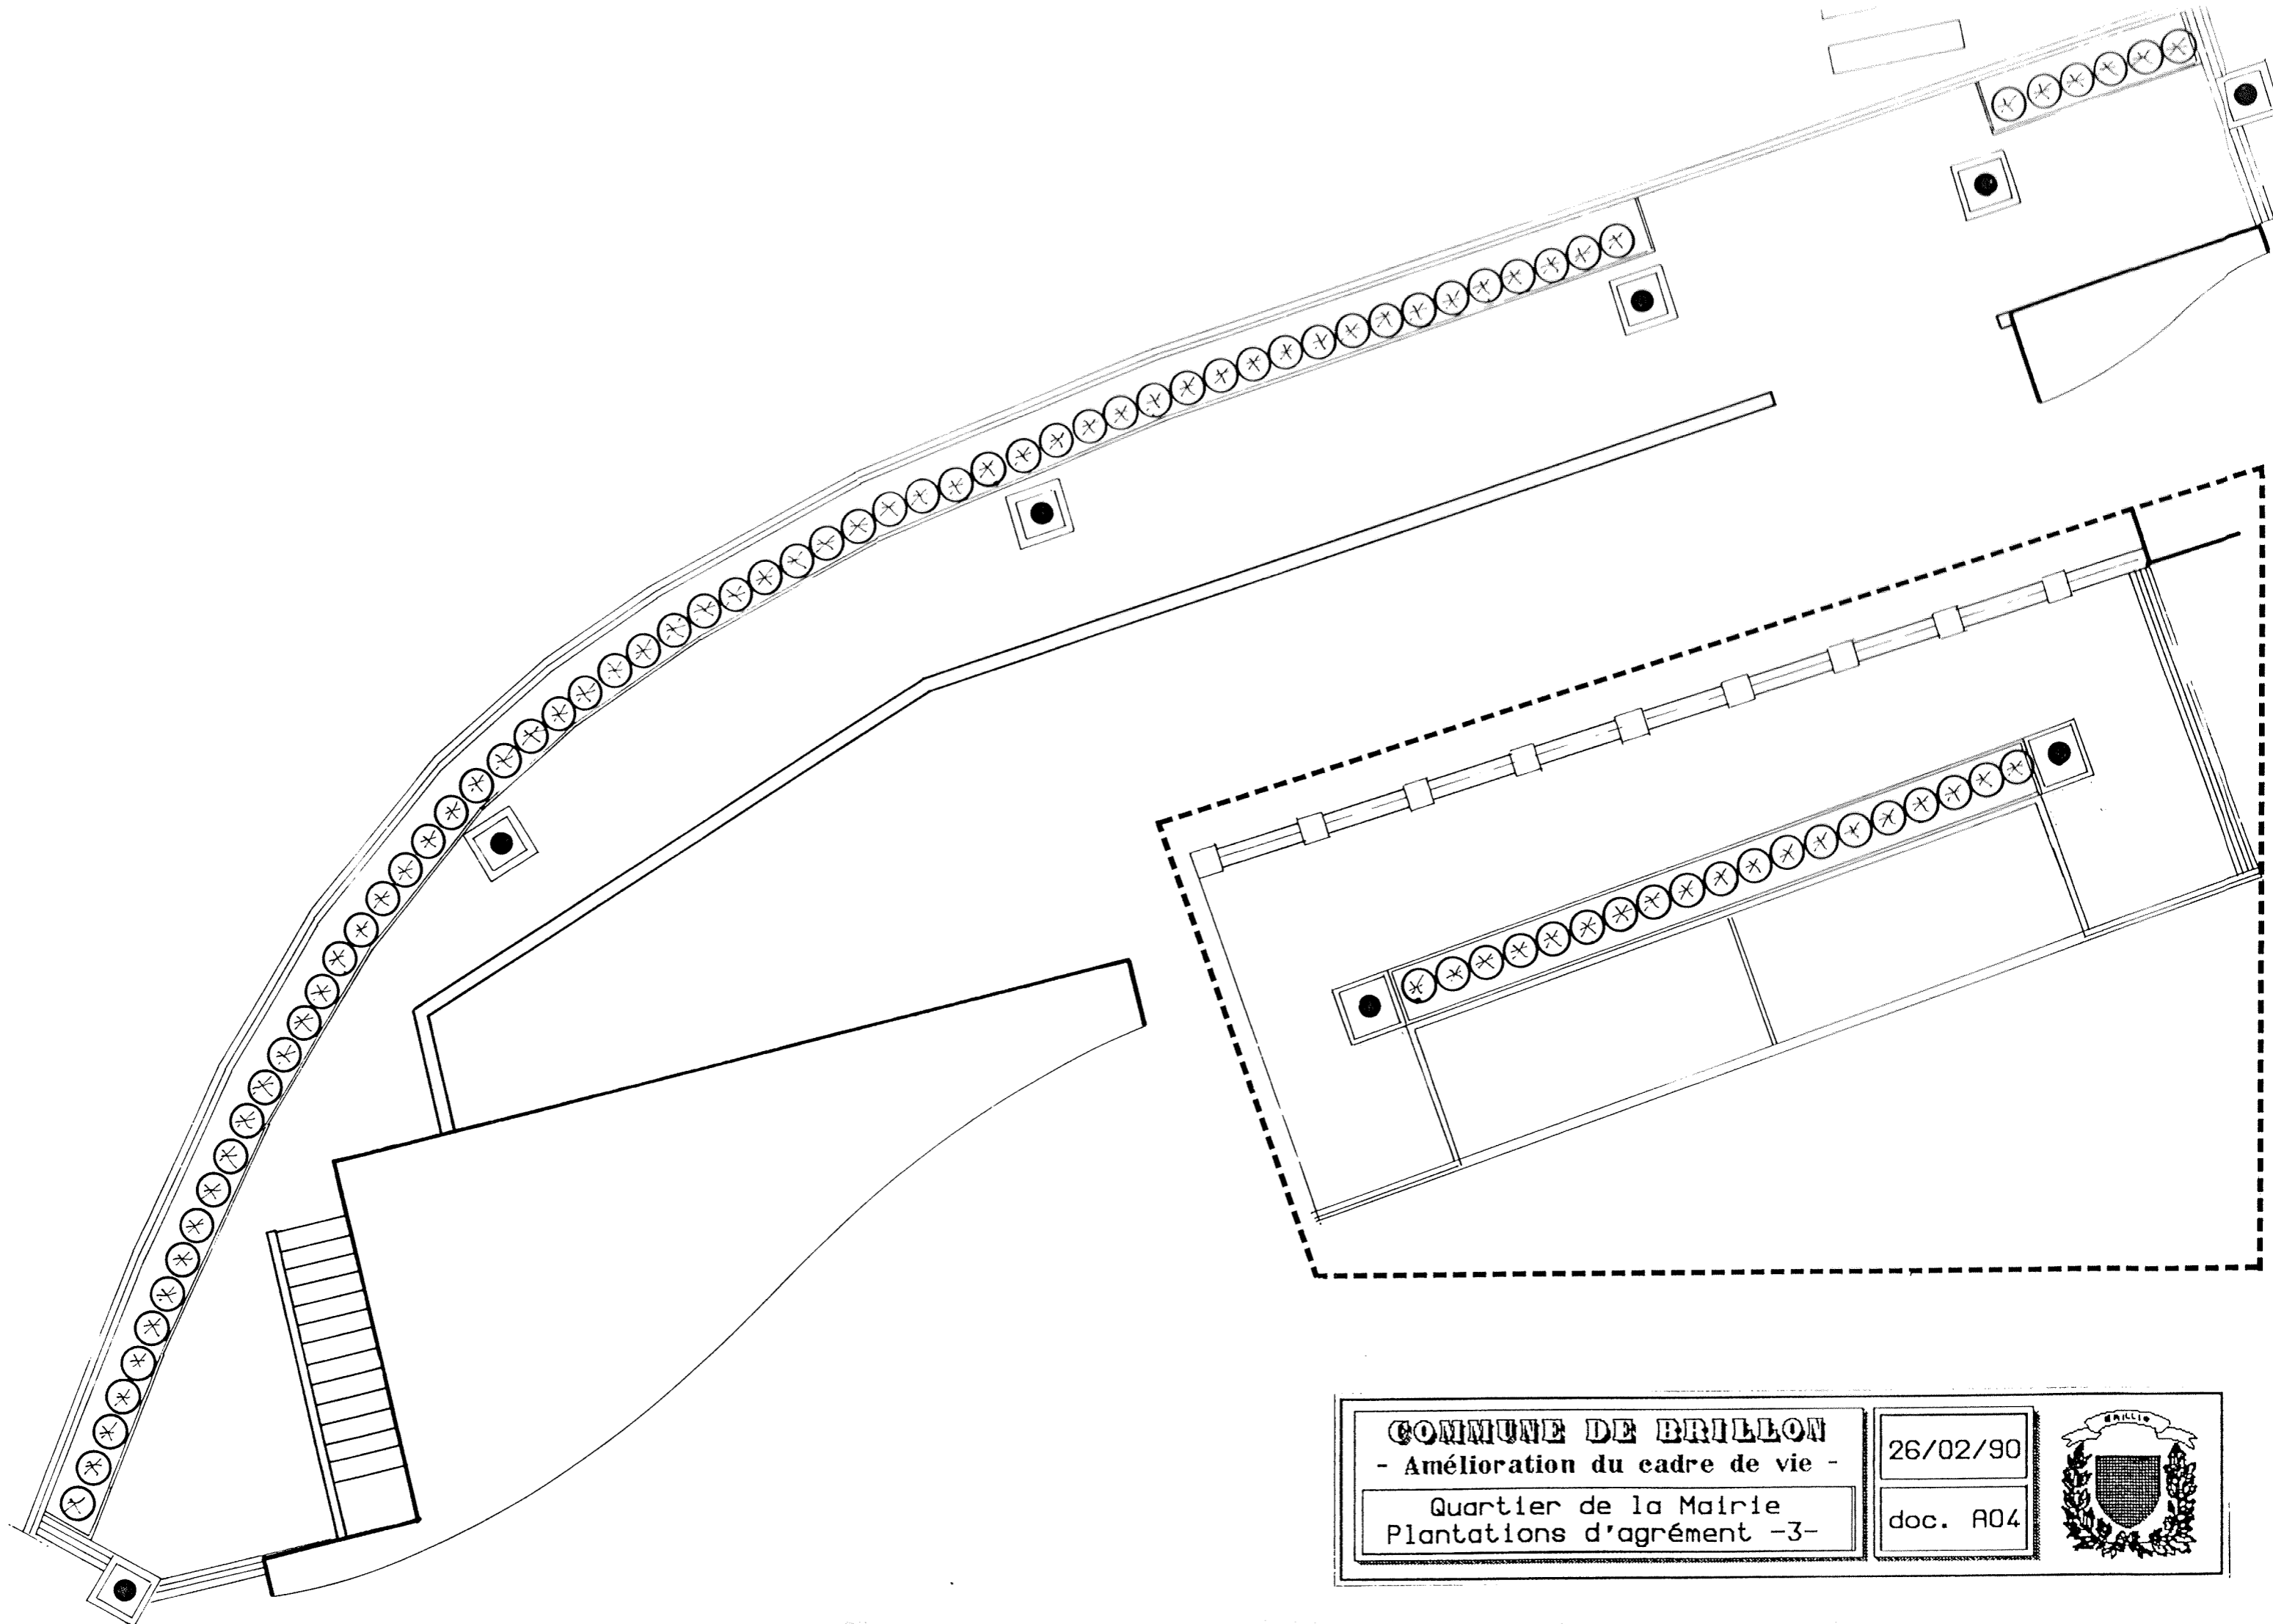 COMMUNE DE BRILLON
- Amélioration du cadre de vie -
Quartier de la Mairie
Plantations d'agrément -3-
26/02/90
doc. A04